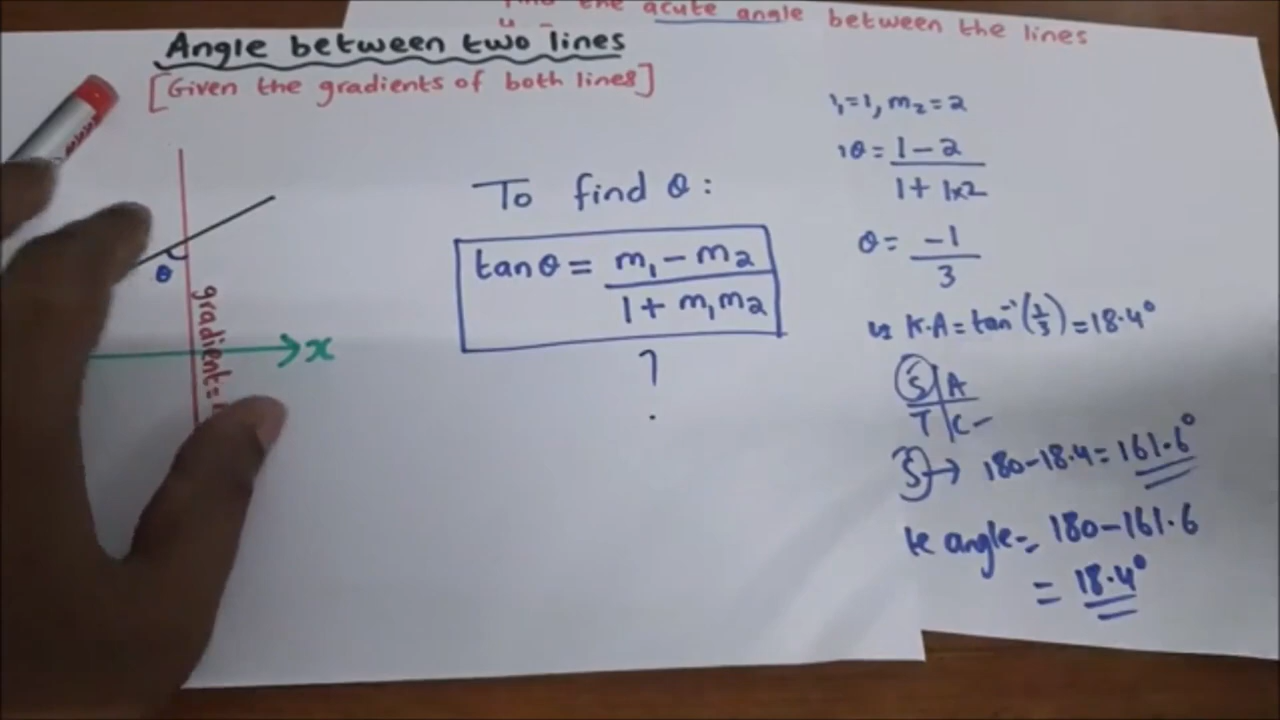 the acute angle between the lines
Angle between two lines
[Given the gradients of both lines]
θ
gradient=
x
To find θ:
tanθ = m₁ - m₂ / 1 + m₁m₂
?
=1, m₂ = 2
θ = 1 - 2 / 1 + 1x2
θ = -1 / 3
K.A = tan⁻¹(1/3) = 18.4°
S A
T C
S → 180-18.4 = 161.6°
angle = 180-161.6
= 18.4°